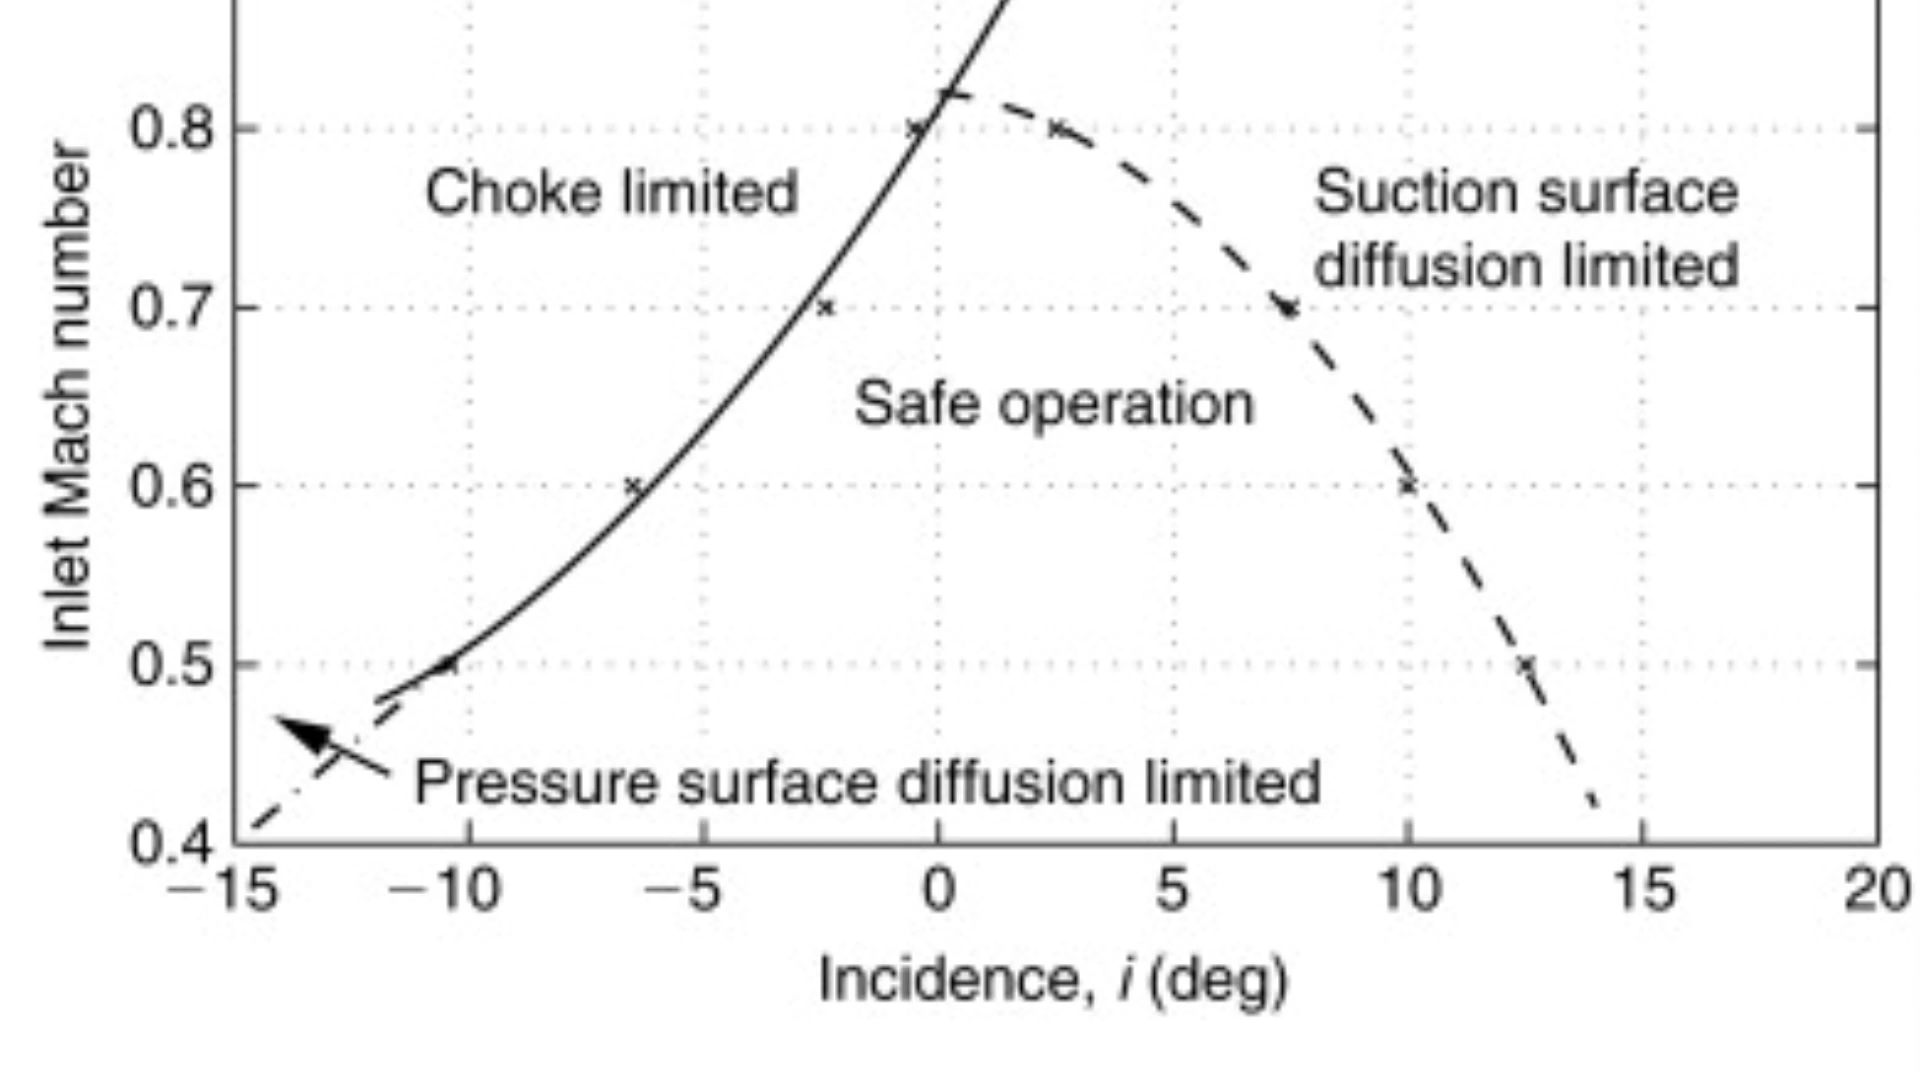 0.8
Choke limited
Suction surface
diffusion limited
0.7
Safe operation
0.6
0.5
Pressure surface diffusion limited
0.4
−15 −10 −5 0 5 10 15 20
Incidence, i (deg)
Inlet Mach number